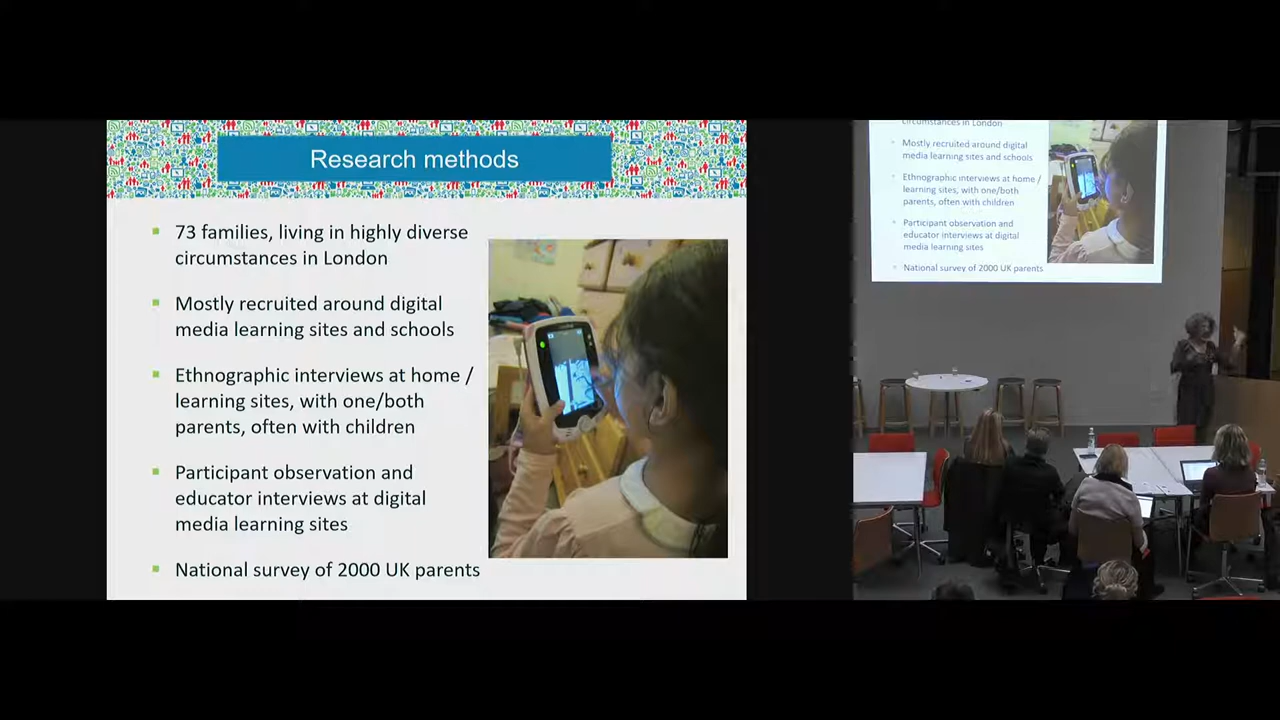 Research methods
73 families, living in highly diverse
circumstances in London
Mostly recruited around digital
media learning sites and schools
Ethnographic interviews at home /
learning sites, with one/both
parents, often with children
Participant observation and
educator interviews at digital
media learning sites
National survey of 2000 UK parents
circumstances in London
Mostly recruited around digital
media learning sites and schools
Ethnographic interviews at home /
learning sites, with one/both
parents, often with children
Participant observation and
educator interviews at digital
media learning sites
National survey of 2000 UK parents